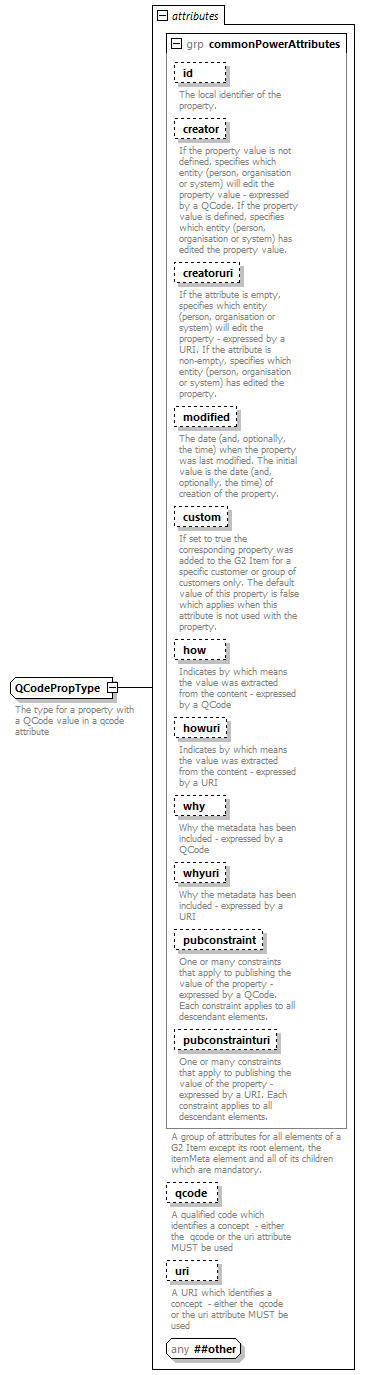 attributes
grp commonPowerAttributes
id
The local identifier of the
property.
creator
If the property value is not
defined, specifies which
entity (person, organisation
or system) will edit the
property value - expressed
by a QCode. If the property
value is defined, specifies
which entity (person,
organisation or system) has
edited the property value.
creatoruri
If the attribute is empty,
specifies which entity
(person, organisation or
system) will edit the
property - expressed by a
URI. If the attribute is
non-empty, specifies which
entity (person, organisation
or system) has edited the
property.
modified
The date (and, optionally,
the time) when the property
was last modified. The initial
value is the date (and,
optionally, the time) of
creation of the property.
custom
If set to true the
corresponding property was
added to the G2 Item for a
specific customer or group of
customers only. The default
value of this property is false
which applies when this
attribute is not used with the
property.
how
Indicates by which means
the value was extracted
from the content - expressed
by a QCode
howuri
Indicates by which means
the value was extracted
from the content - expressed
by a URI
why
Why the metadata has been
included - expressed by a
QCode
whyuri
Why the metadata has been
included - expressed by a
URI
pubconstraint
One or many constraints
that apply to publishing the
value of the property -
expressed by a QCode.
Each constraint applies to all
descendant elements.
pubconstrainturi
One or many constraints
that apply to publishing the
value of the property -
expressed by a URI. Each
constraint applies to all
descendant elements.
A group of attributes for all elements of a
G2 Item except its root element, the
itemMeta element and all of its children
which are mandatory.
qcode
A qualified code which
identifies a concept  - either
the  qcode or the uri attribute
MUST be used
uri
A URI which identifies a
concept  - either the  qcode
or the uri attribute MUST be
used
any ##other
QCodePropType
The type for a property with
a QCode value in a qcode
attribute